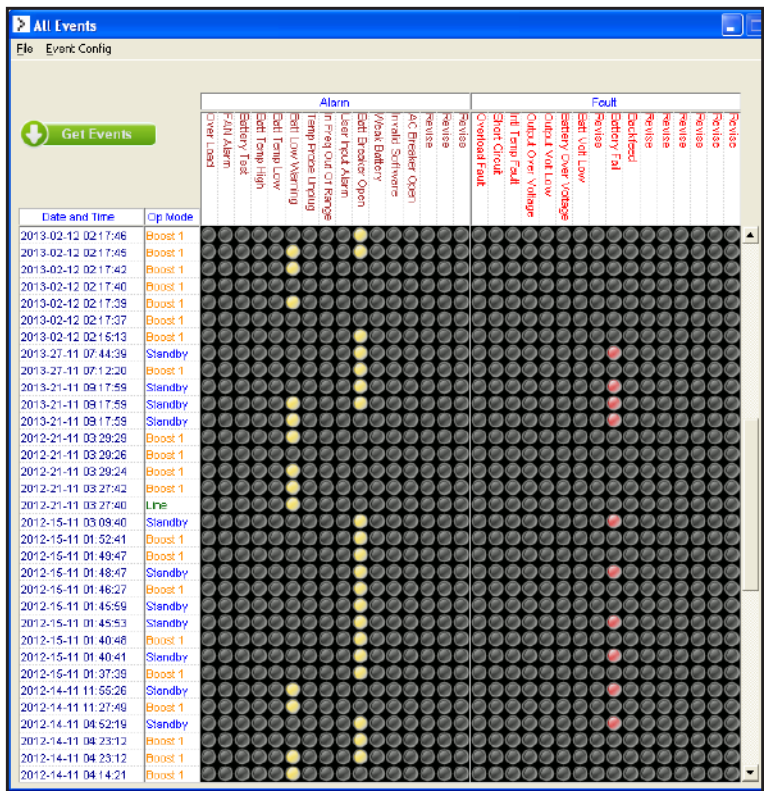 All Events
File Event Config
Alarm Fault
Get Events
Over Load
FAN Alarm
Battery Test
Batt Temp High
Batt Temp Low
Batt Low Warning
Temp Probe Unplug
In Freq Out Of Range
User Input Alarm
Batt Breaker Open
Weak Battery
Invalid Software
AC Breaker Open
Revise
Revise
Revise
Overload Fault
Short Circuit
Intl Temp Fault
Output Over Voltage
Output Volt Low
Battery Over Votage
Batt Volt Low
Revise
Battery Fail
Backfeed
Revise
Revise
Revise
Revise
Revise
Revise
Date and Time Op Mode
2013-02-12 02:17:46 Boost 1
2013-02-12 02:17:45 Boost 1
2013-02-12 02:17:42 Boost 1
2013-02-12 02:17:40 Boost 1
2013-02-12 02:17:39 Boost 1
2013-02-12 02:17:37 Boost 1
2013-02-12 02:15:13 Boost 1
2013-27-11 07:44:39 Standby
2013-27-11 07:12:20 Boost 1
2013-21-11 09:17:59 Standby
2013-21-11 09:17:59 Standby
2013-21-11 09:17:59 Standby
2012-21-11 03:29:29 Boost 1
2012-21-11 03:29:26 Boost 1
2012-21-11 03:29:24 Boost 1
2012-21-11 03:27:42 Boost 1
2012-21-11 03:27:40 Line
2012-15-11 03:09:40 Standby
2012-15-11 01:52:41 Boost 1
2012-15-11 01:49:47 Boost 1
2012-15-11 01:48:47 Standby
2012-15-11 01:46:27 Boost 1
2012-15-11 01:45:59 Standby
2012-15-11 01:45:53 Standby
2012-15-11 01:40:48 Boost 1
2012-15-11 01:40:41 Standby
2012-15-11 01:37:39 Boost 1
2012-14-11 11:55:26 Standby
2012-14-11 11:27:49 Boost 1
2012-14-11 04:52:19 Standby
2012-14-11 04:23:12 Boost 1
2012-14-11 04:23:12 Boost 1
2012-14-11 04:14:21 Boost 1